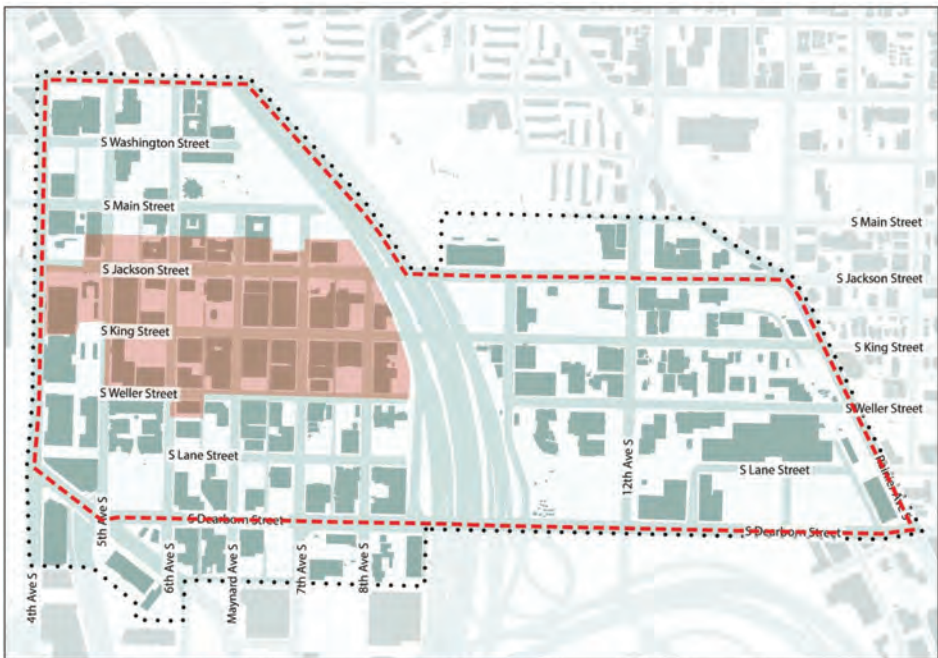 S Washington Street
S Main Street
S Main Street
S Jackson Street
S Jackson Street
S King Street
S King Street
S Weller Street
S Weller Street
S Lane Street
S Lane Street
12th Ave S
Rainier Ave S
5th Ave S
S Dearborn Street
S Dearborn Street
4th Ave S
6th Ave S
Maynard Ave S
7th Ave S
8th Ave S